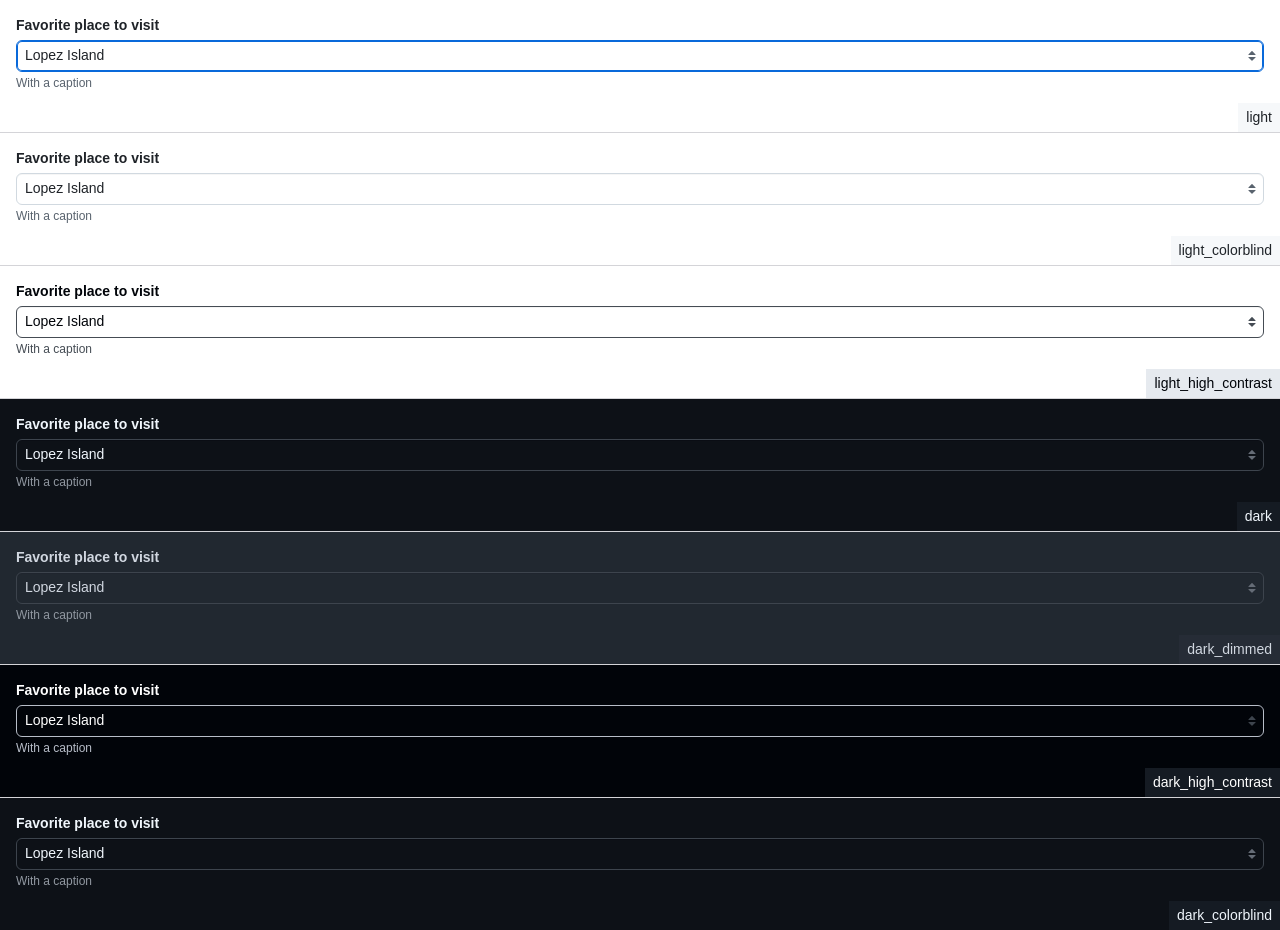 Favorite place to visit
Lopez Island
With a caption
light
Favorite place to visit
Lopez Island
With a caption
light_colorblind
Favorite place to visit
Lopez Island
With a caption
light_high_contrast
Favorite place to visit
Lopez Island
With a caption
dark
Favorite place to visit
Lopez Island
With a caption
dark_dimmed
Favorite place to visit
Lopez Island
With a caption
dark_high_contrast
Favorite place to visit
Lopez Island
With a caption
dark_colorblind